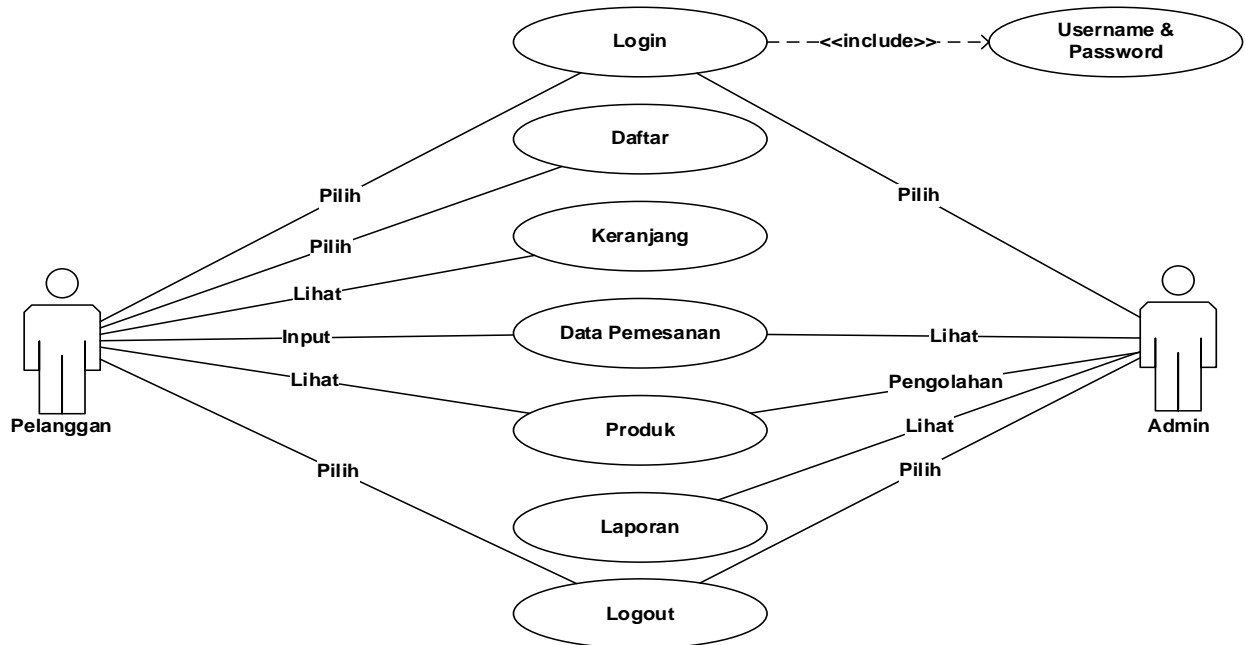 Login
<<include>>
Username &
Password
Daftar
Pilih
Pilih
Pilih
Keranjang
Lihat
Input
Data Pemesanan
Lihat
Lihat
Pengolahan
Produk
Lihat
Pelanggan
Admin
Pilih
Pilih
Laporan
Logout